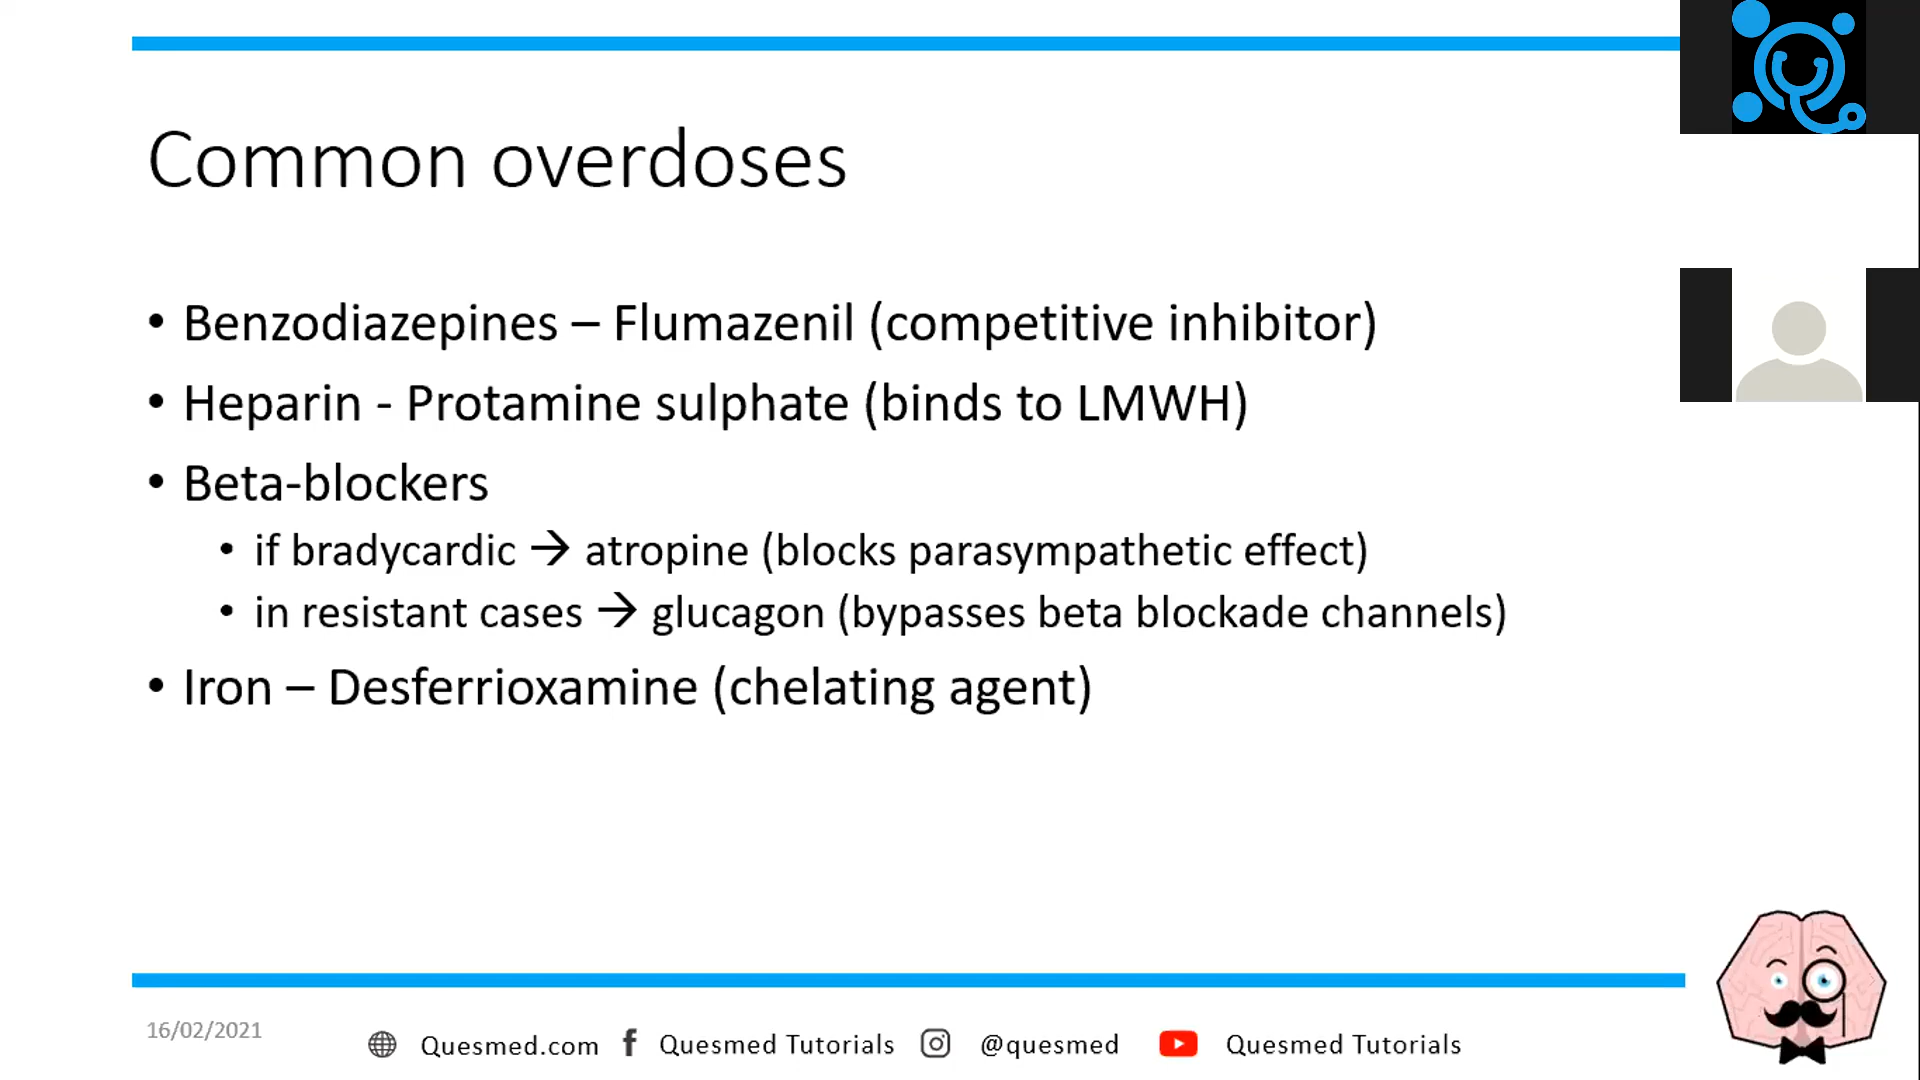 Common overdoses
• Benzodiazepines – Flumazenil (competitive inhibitor)
• Heparin - Protamine sulphate (binds to LMWH)
• Beta-blockers
• if bradycardic → atropine (blocks parasympathetic effect)
• in resistant cases → glucagon (bypasses beta blockade channels)
• Iron – Desferrioxamine (chelating agent)
16/02/2021
Quesmed.com Quesmed Tutorials @quesmed Quesmed Tutorials